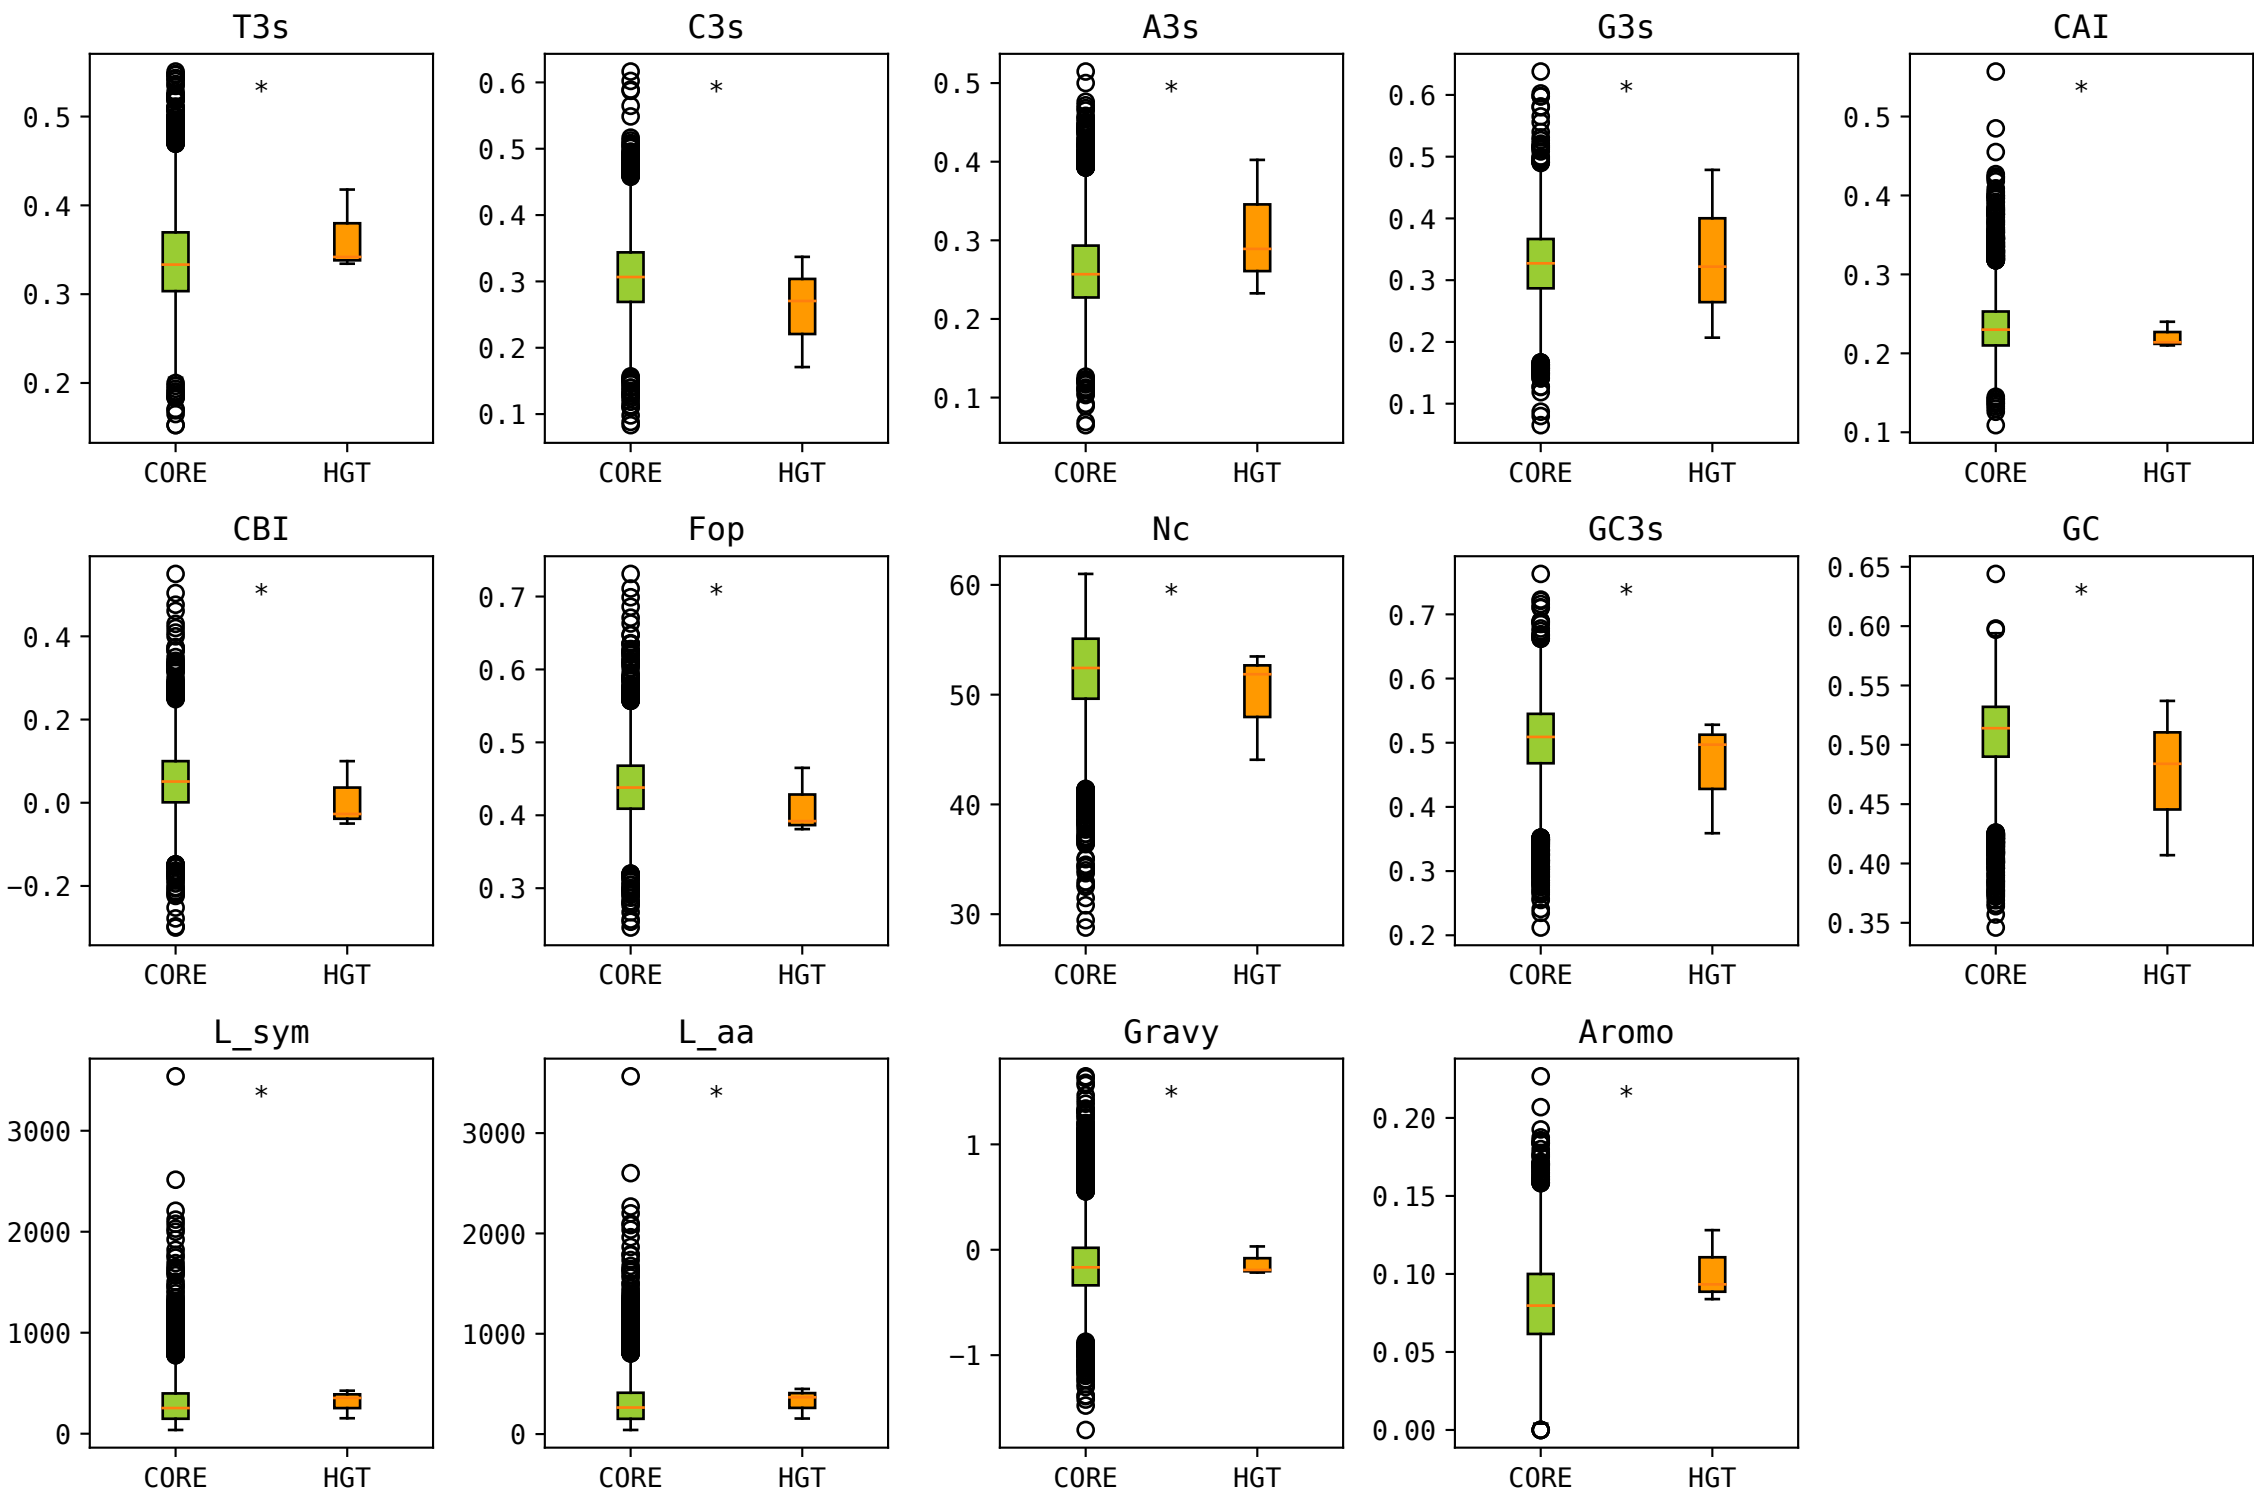 T3s C3s A3s G3s CAI
* * * * *
0.5 0.6 0.5 0.6 0.5
0.4 0.5 0.4 0.5 0.4
0.3 0.4 0.3 0.4 0.3
0.2 0.3 0.2 0.3 0.2
0.2 0.1 0.2 0.1
0.1 0.1
CORE HGT CORE HGT CORE HGT CORE HGT CORE HGT
CBI Fop Nc GC3s GC
* * * * *
0.4 0.7 60 0.7 0.65
0.2 0.6 50 0.6 0.60
0.0 0.5 40 0.5 0.55
−0.2 0.4 30 0.4 0.50
0.3 0.3 0.45
0.2 0.40
0.35
CORE HGT CORE HGT CORE HGT CORE HGT CORE HGT
L_sym L_aa Gravy Aromo
* * * *
3000 3000 1 0.20
2000 2000 0 0.15
1000 1000 −1 0.10
0 0 0.05
0.00
CORE HGT CORE HGT CORE HGT CORE HGT